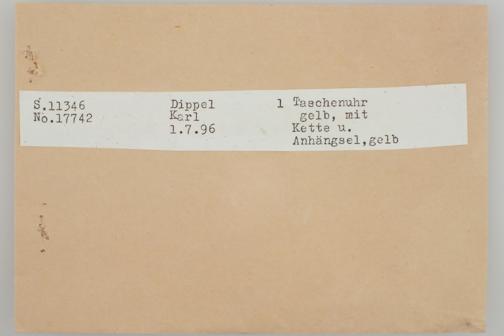 S.11346 Dippel 1 Taschenuhr
No.17742 Karl gelb, mit
1.7.96 Kette u.
Anhängsel,gelb